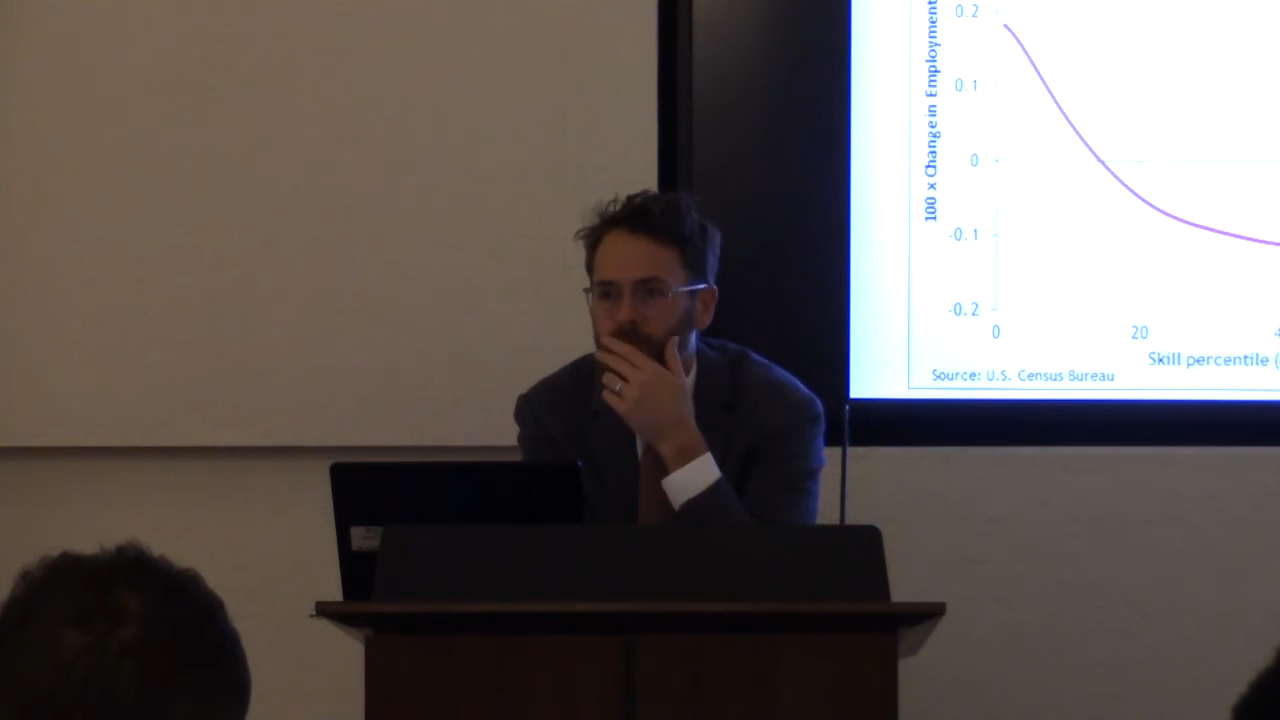 100 x Change in Employment
0.2
0.1
0
-0.1
-0.2
0
20
4
Skill percentile (
Source: U.S. Census Bureau